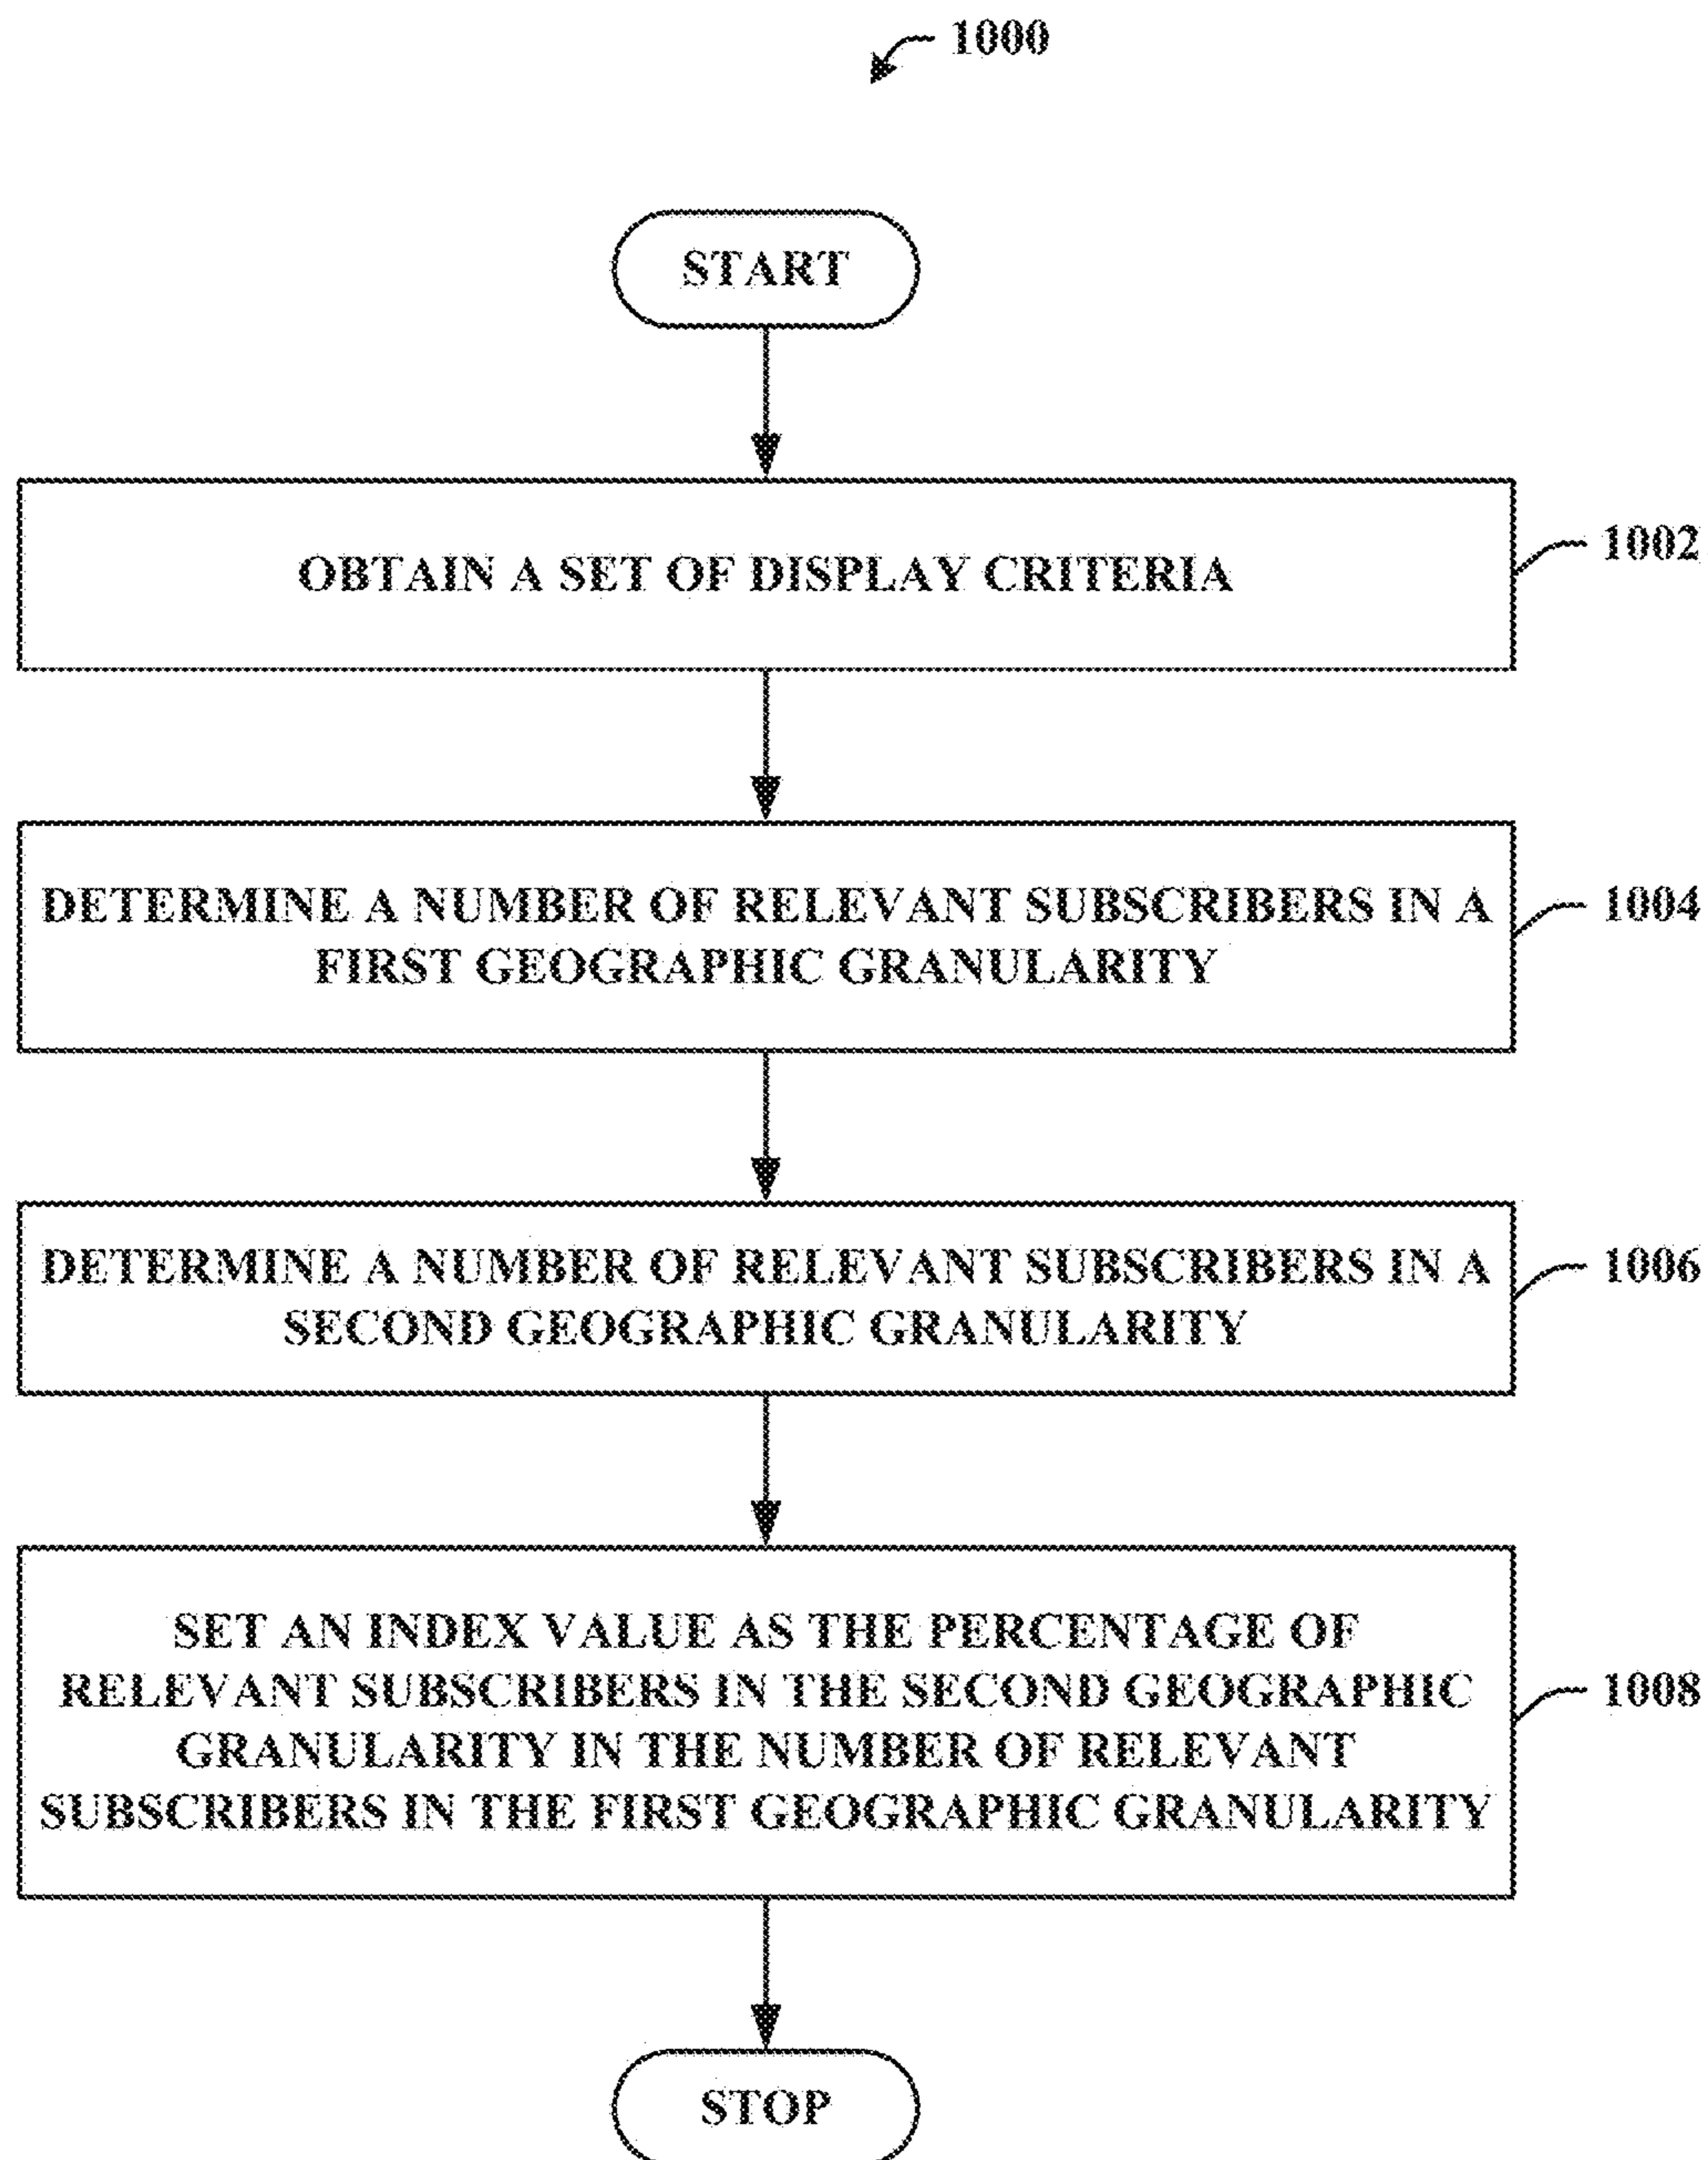 1000
START
OBTAIN A SET OF DISPLAY CRITERIA
1002
DETERMINE A NUMBER OF RELEVANT SUBSCRIBERS IN A
FIRST GEOGRAPHIC GRANULARITY
1004
DETERMINE A NUMBER OF RELEVANT SUBSCRIBERS IN A
SECOND GEOGRAPHIC GRANULARITY
1006
SET AN INDEX VALUE AS THE PERCENTAGE OF
RELEVANT SUBSCRIBERS IN THE SECOND GEOGRAPHIC
GRANULARITY IN THE NUMBER OF RELEVANT
SUBSCRIBERS IN THE FIRST GEOGRAPHIC GRANULARITY
1008
STOP